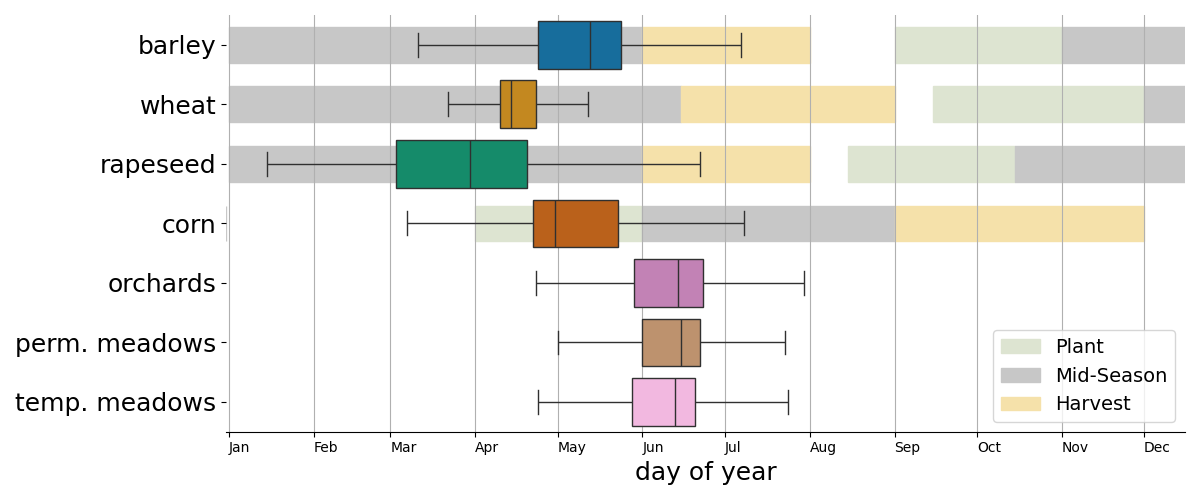 barley
wheat
rapeseed
corn
orchards
perm. meadows
temp. meadows
Plant
Mid-Season
Harvest
Jan Feb Mar Apr May Jun Jul Aug Sep Oct Nov Dec
day of year